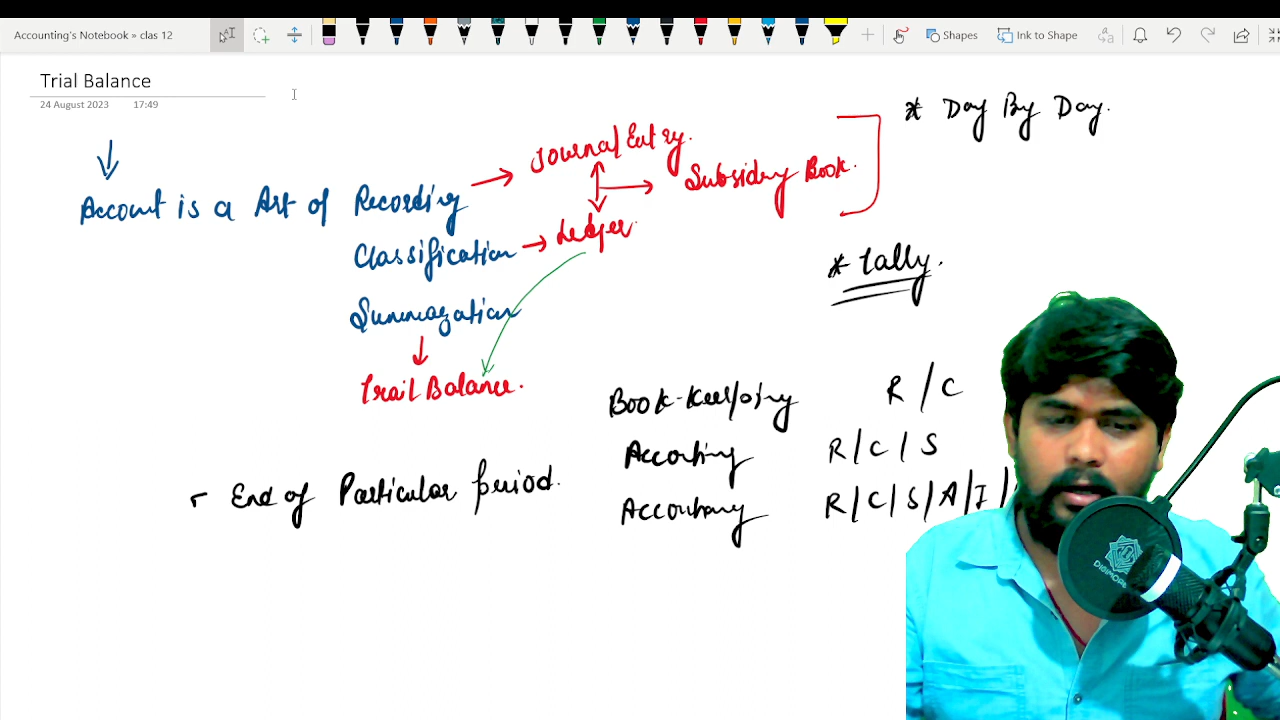 Accounting's Notebook » clas 12
Shapes
Ink to Shape
Trial Balance
24 August 2023 17:49
* Day By Day.
Journal Entry.
Account is a Art of Recording
Subsidiary Book.
Classification
Ledger
* tally.
Summazation
Trail Balance.
Book-Keeping R/C
Accounting R/C/S
Accountancy R/C/S/A/I/
End of Particular period.
DIGIMORE